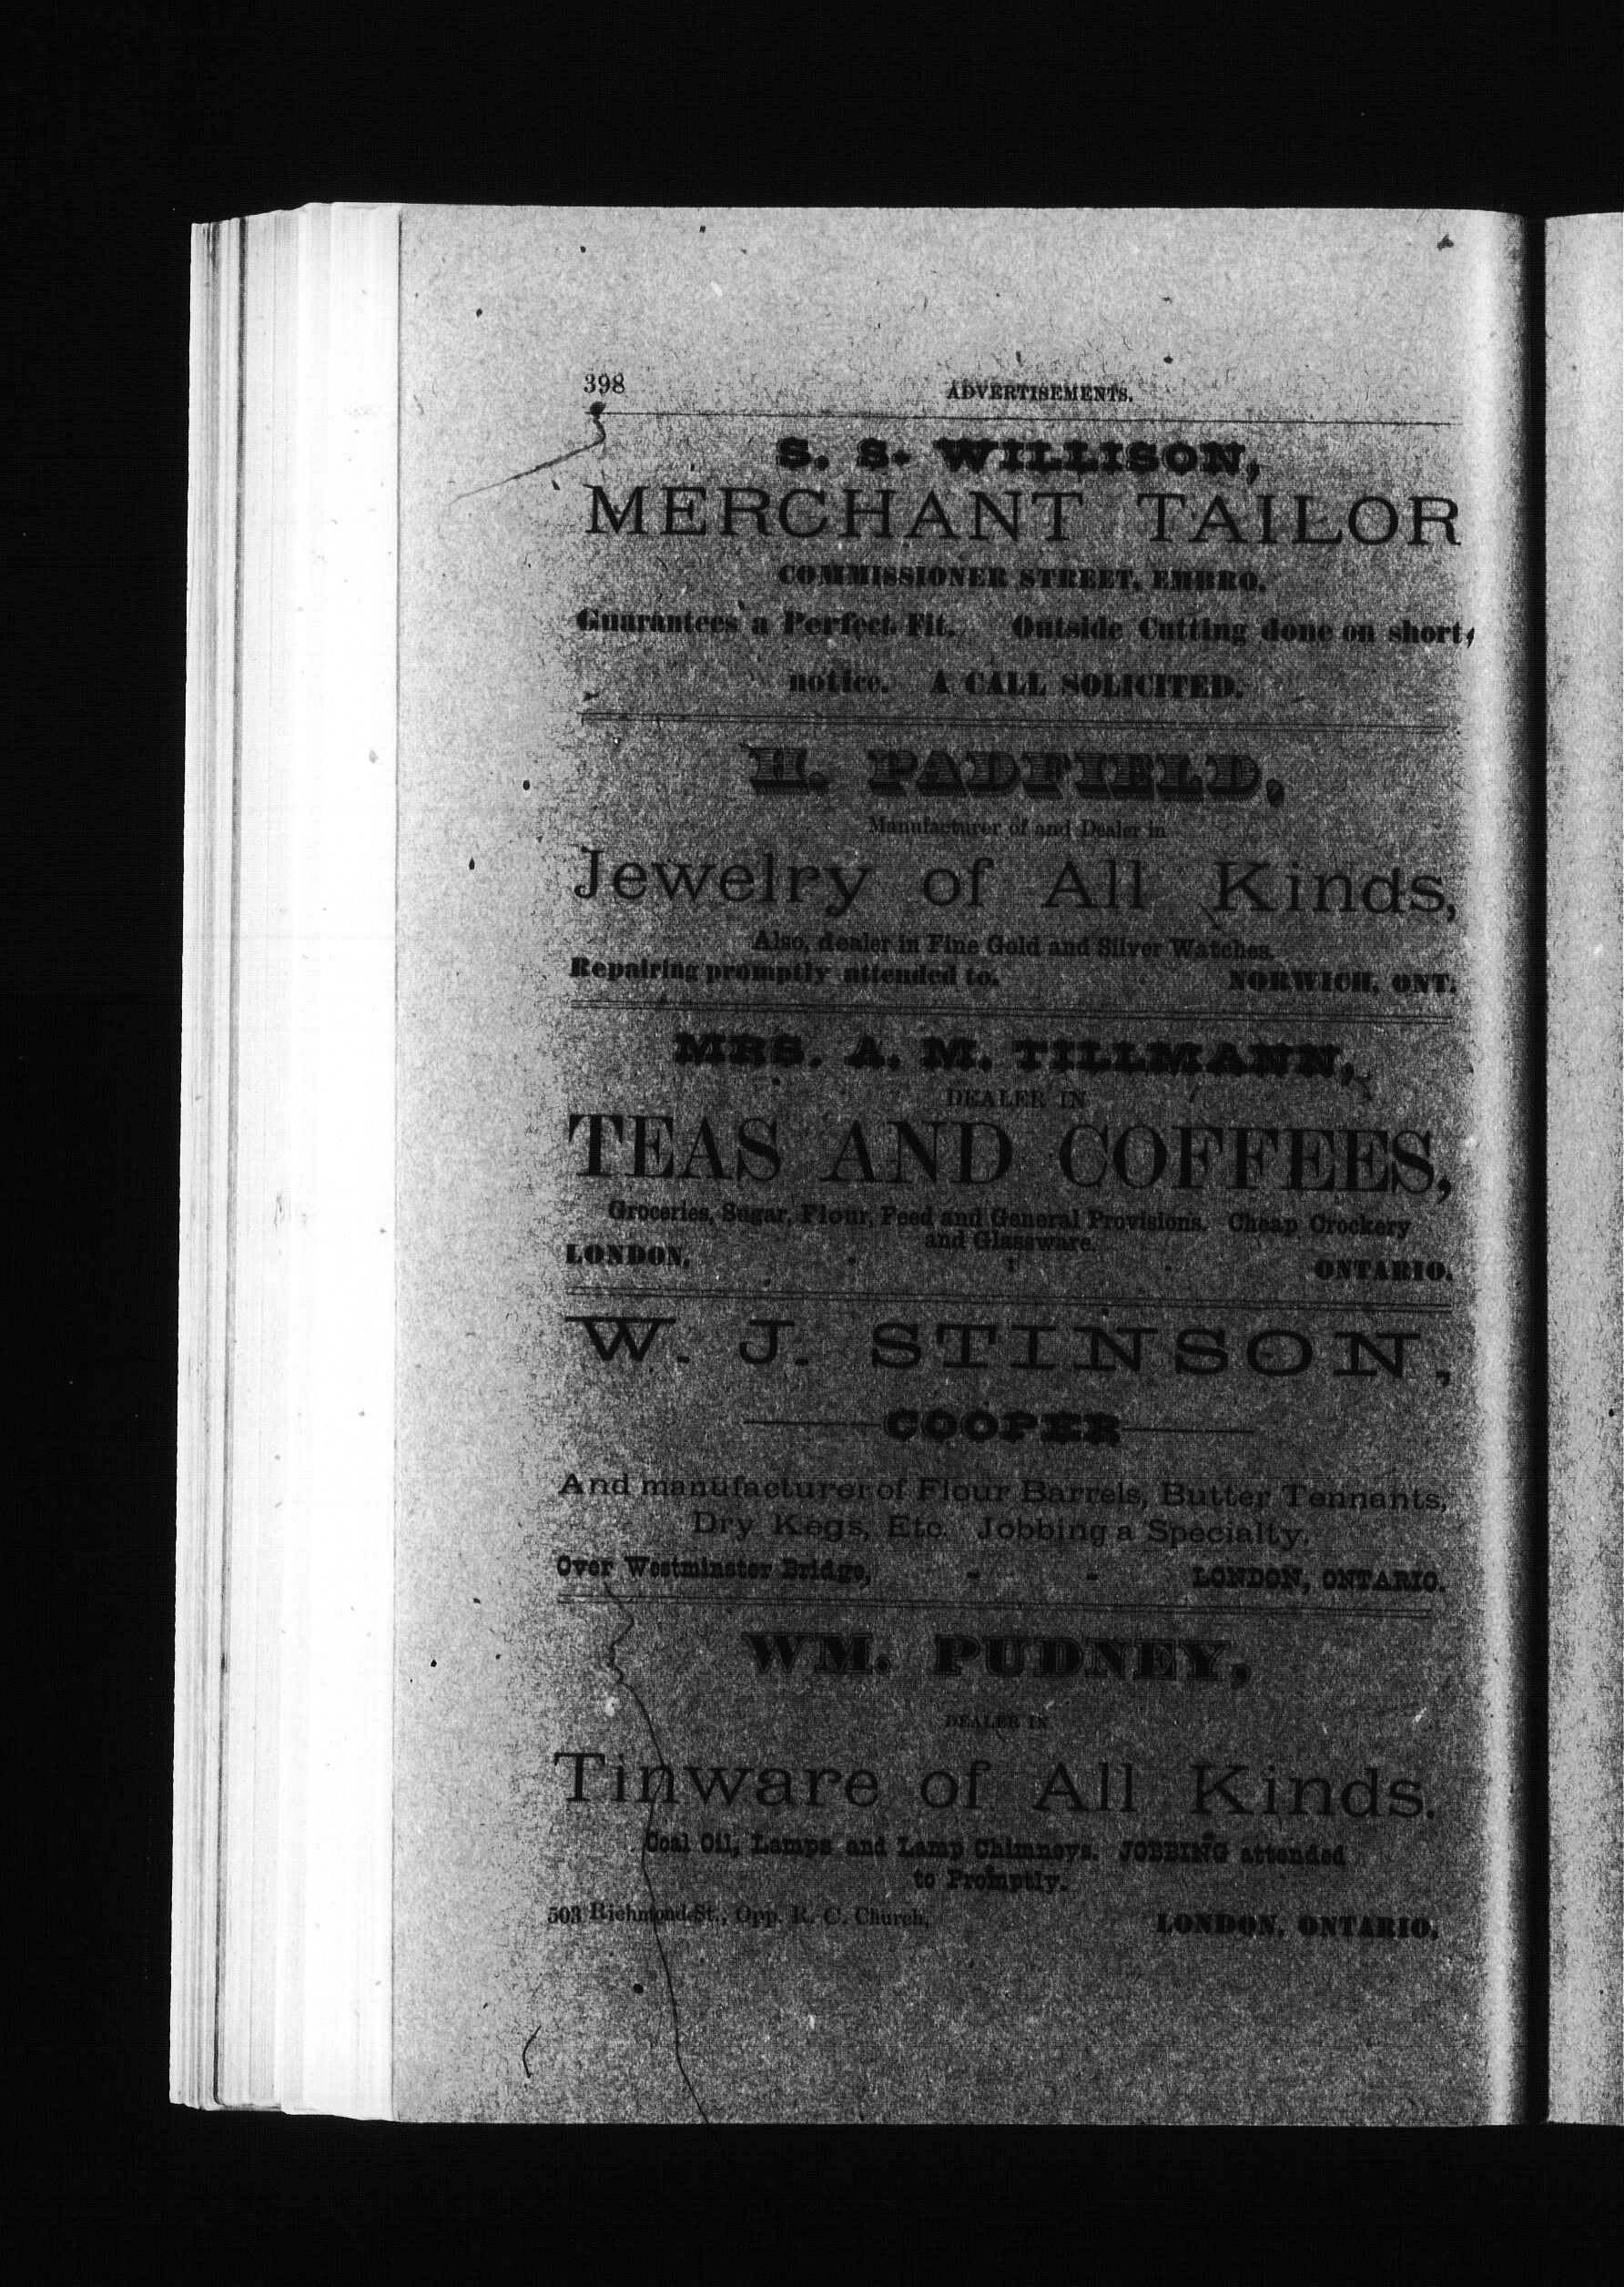 398
ADVERTISEMENTS.
S. S. WILLISON,
MERCHANT TAILOR
COMMISSIONER STREET, EMBRO.
Guarantees a Perfect Fit. Outside Cutting done on short
notice. A CALL SOLICITED.
H. PADFIELD,
Manufacturer of and Dealer in
Jewelry of All Kinds,
Also, dealer in Fine Gold and Silver Watches.
Repairing promptly attended to. NORWICH, ONT.
MRS. A. M. TILLMANN,
DEALER IN
TEAS AND COFFEES,
Groceries, Sugar, Flour, Feed and General Provisions. Cheap Crockery
and Glassware.
LONDON, ONTARIO.
W. J. STINSON,
COOPER
And manufacturer of Flour Barrels, Butter Tennants,
Dry Kegs, Etc. Jobbing a Specialty.
Over Westminster Bridge, - - LONDON, ONTARIO.
WM. PUDNEY,
DEALER IN
Tinware of All Kinds.
Coal Oil, Lamps and Lamp Chimneys. JOBBING attended
to Promptly.
503 Richmond St., Opp. R. C. Church, LONDON, ONTARIO.